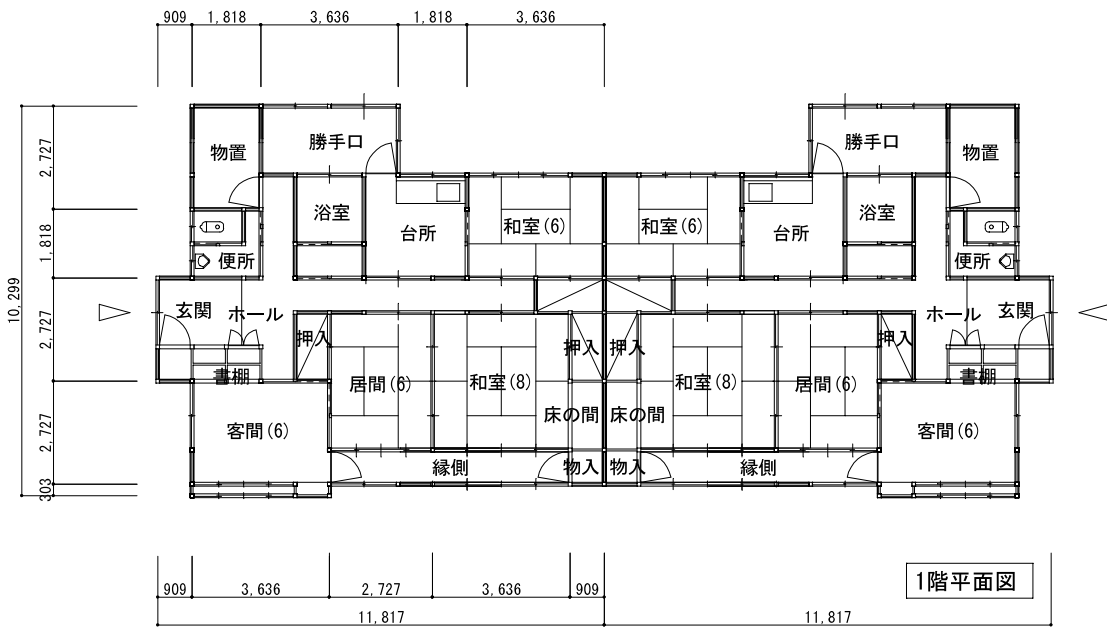 909 1,818 3,636 1,818 3,636
10,299
2,727
1,818
2,727
2,727
303
物置 勝手口 勝手口 物置
浴室 台所 和室(6) 和室(6) 台所 浴室
便所 便所
玄関 ホール ホール 玄関
押入 押入 押入 押入
書棚 書棚
居間(6) 和室(8) 和室(8) 居間(6)
床の間 床の間
客間(6) 客間(6)
縁側 物入 物入 縁側
909 3,636 2,727 3,636 909
11,817 11,817
1階平面図